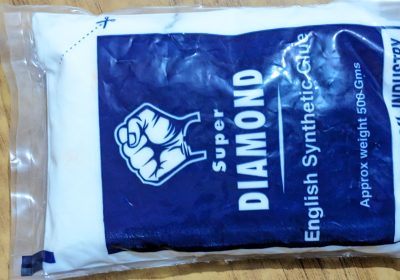 Super
DIAMOND
English Synthetic Glue
Approx weight 500 Gms
INDUSTRY